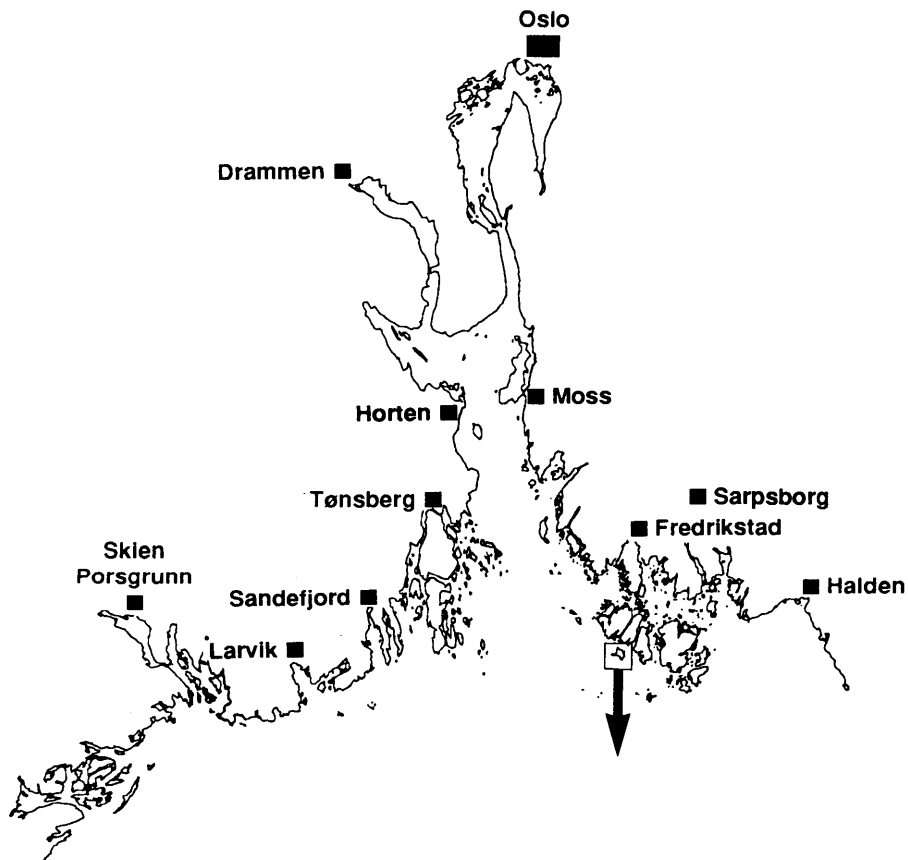 Oslo
Drammen
Moss
Horten
Tønsberg
Sarpsborg
Fredrikstad
Skien
Porsgrunn
Halden
Sandefjord
Larvik